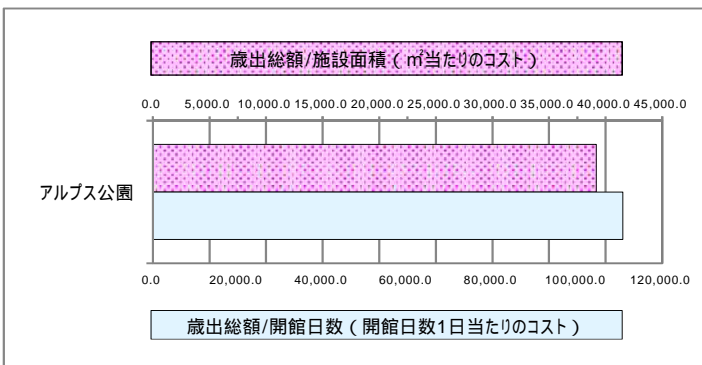 歳出総額/施設面積(㎡当たりのコスト)
0.0 5,000.0 10,000.0 15,000.0 20,000.0 25,000.0 30,000.0 35,000.0 40,000.0 45,000.0
アルプス公園
0.0 20,000.0 40,000.0 60,000.0 80,000.0 100,000.0 120,000.0
歳出総額/開館日数(開館日数1日当たりのコスト)